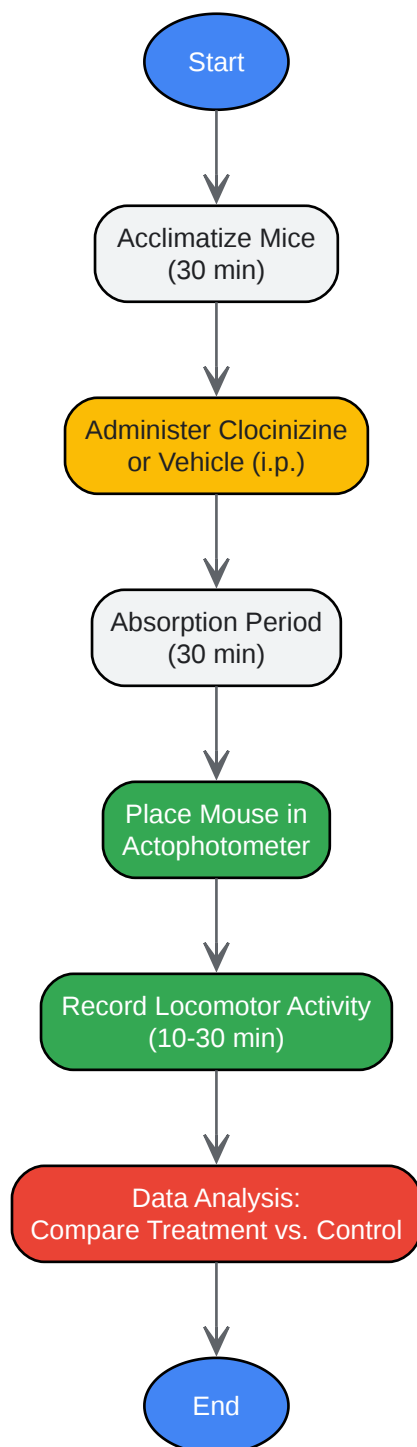 Start
Acclimatize Mice
(30 min)
Administer Clocinizine
or Vehicle (i.p.)
Absorption Period
(30 min)
Place Mouse in
Actophotometer
Record Locomotor Activity
(10-30 min)
Data Analysis:
Compare Treatment vs. Control
End